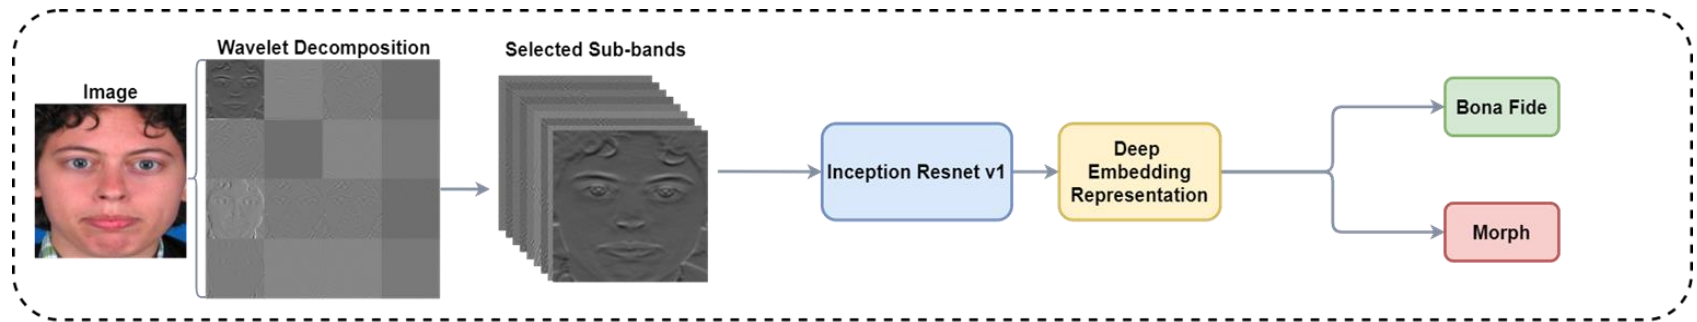 Image
Wavelet Decomposition
Selected Sub-bands
Inception Resnet v1
Deep
Embedding
Representation
Bona Fide
Morph